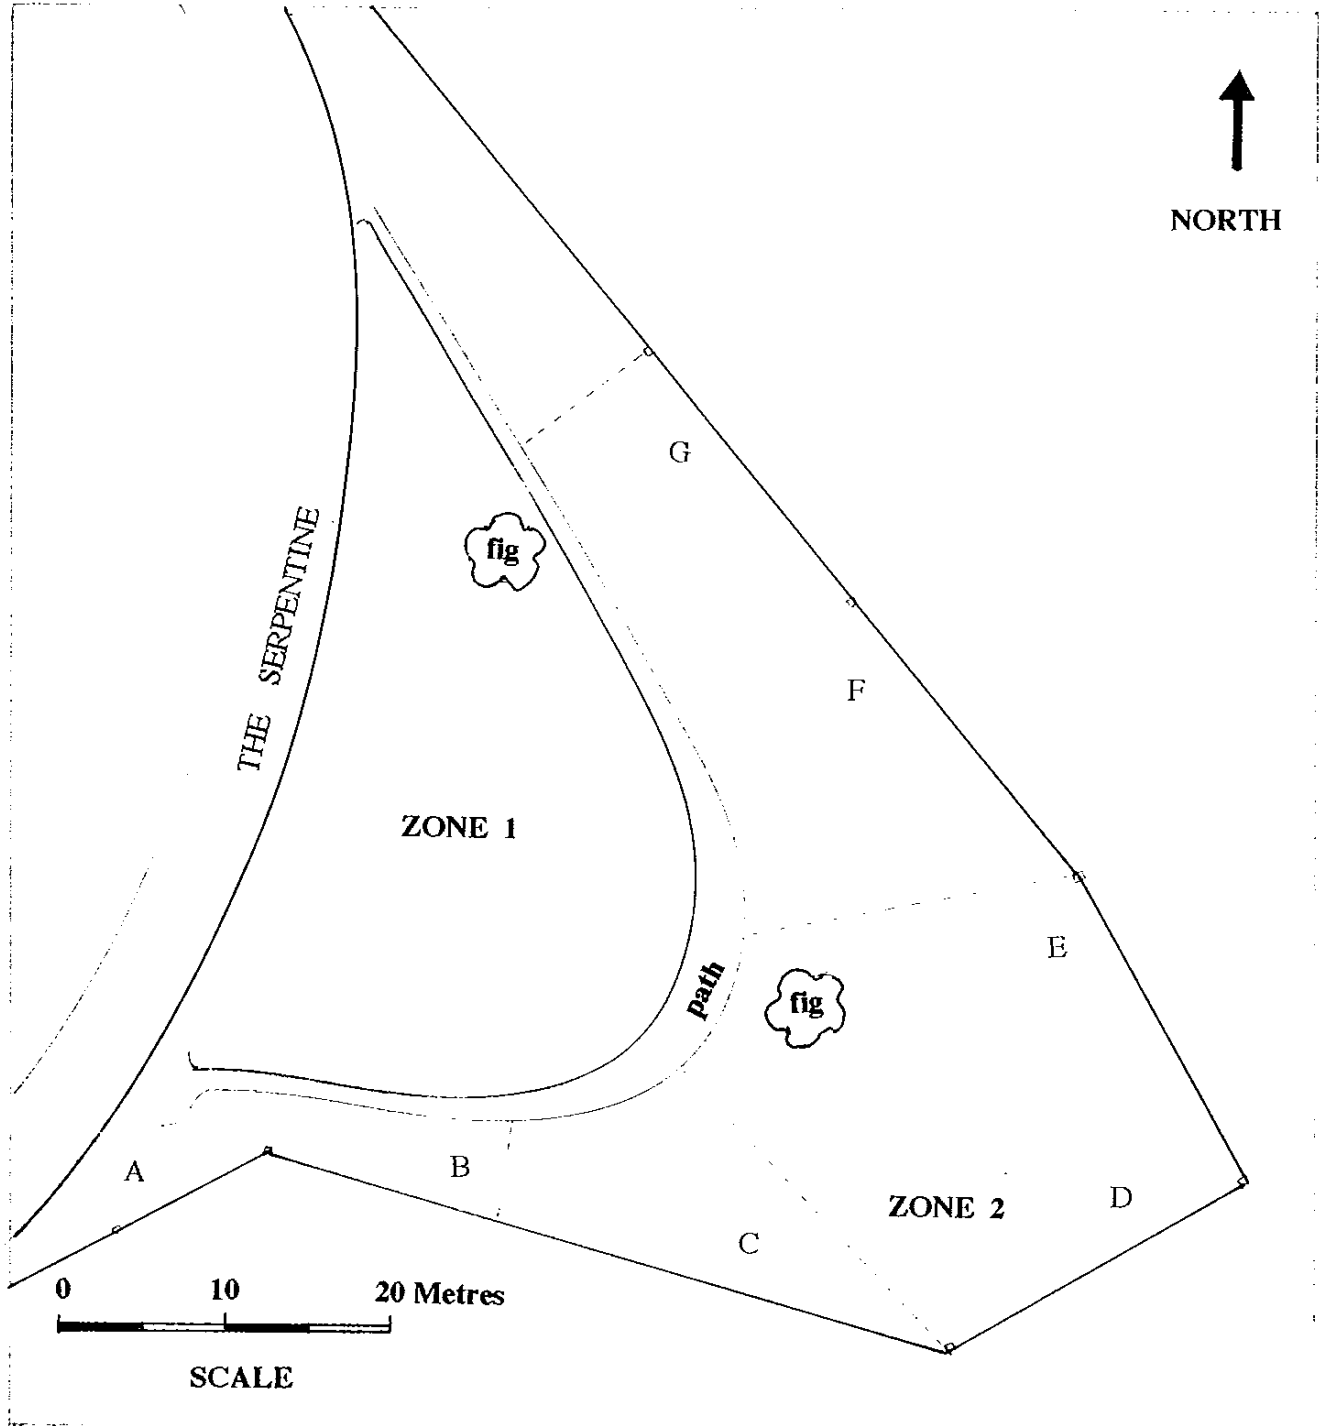 NORTH
G
fig
THE SERPENTINE
F
ZONE 1
E
path
fig
A
B
ZONE 2
D
C
0 10 20 Metres
SCALE